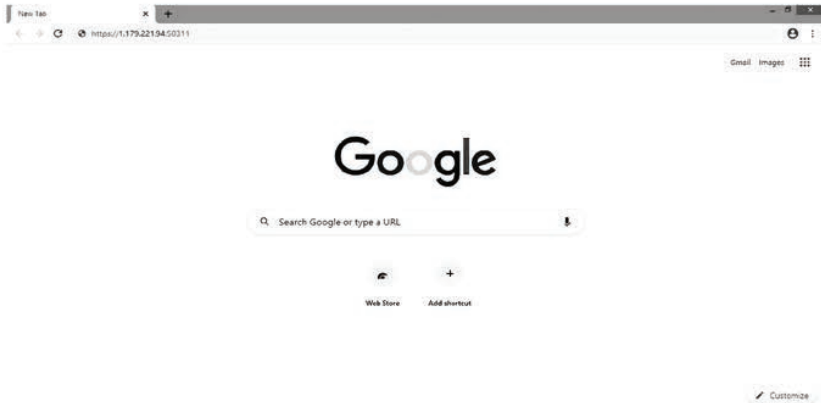 New Tab
https://1.179.221.94:50311
Gmail Images
Google
Search Google or type a URL
Web Store Add shortcut
Customize